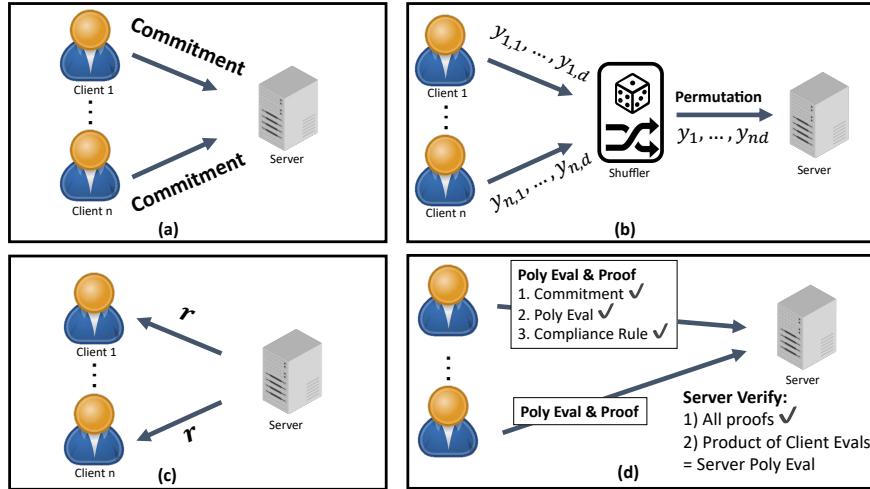 Commitment
Client 1
Server
Commitment
Client n
(a)
y₁,₁, ... , y₁,d
Client 1
Permutation
y₁, ... , yₙd
Shuffler
Server
yₙ,₁, ... , yₙ,d
Client n
(b)
r
Client 1
Server
r
Client n
(c)
Poly Eval & Proof
1. Commitment ✓
2. Poly Eval ✓
3. Compliance Rule ✓
Server
Poly Eval & Proof
Server Verify:
1) All proofs ✓
2) Product of Client Evals
= Server Poly Eval
(d)